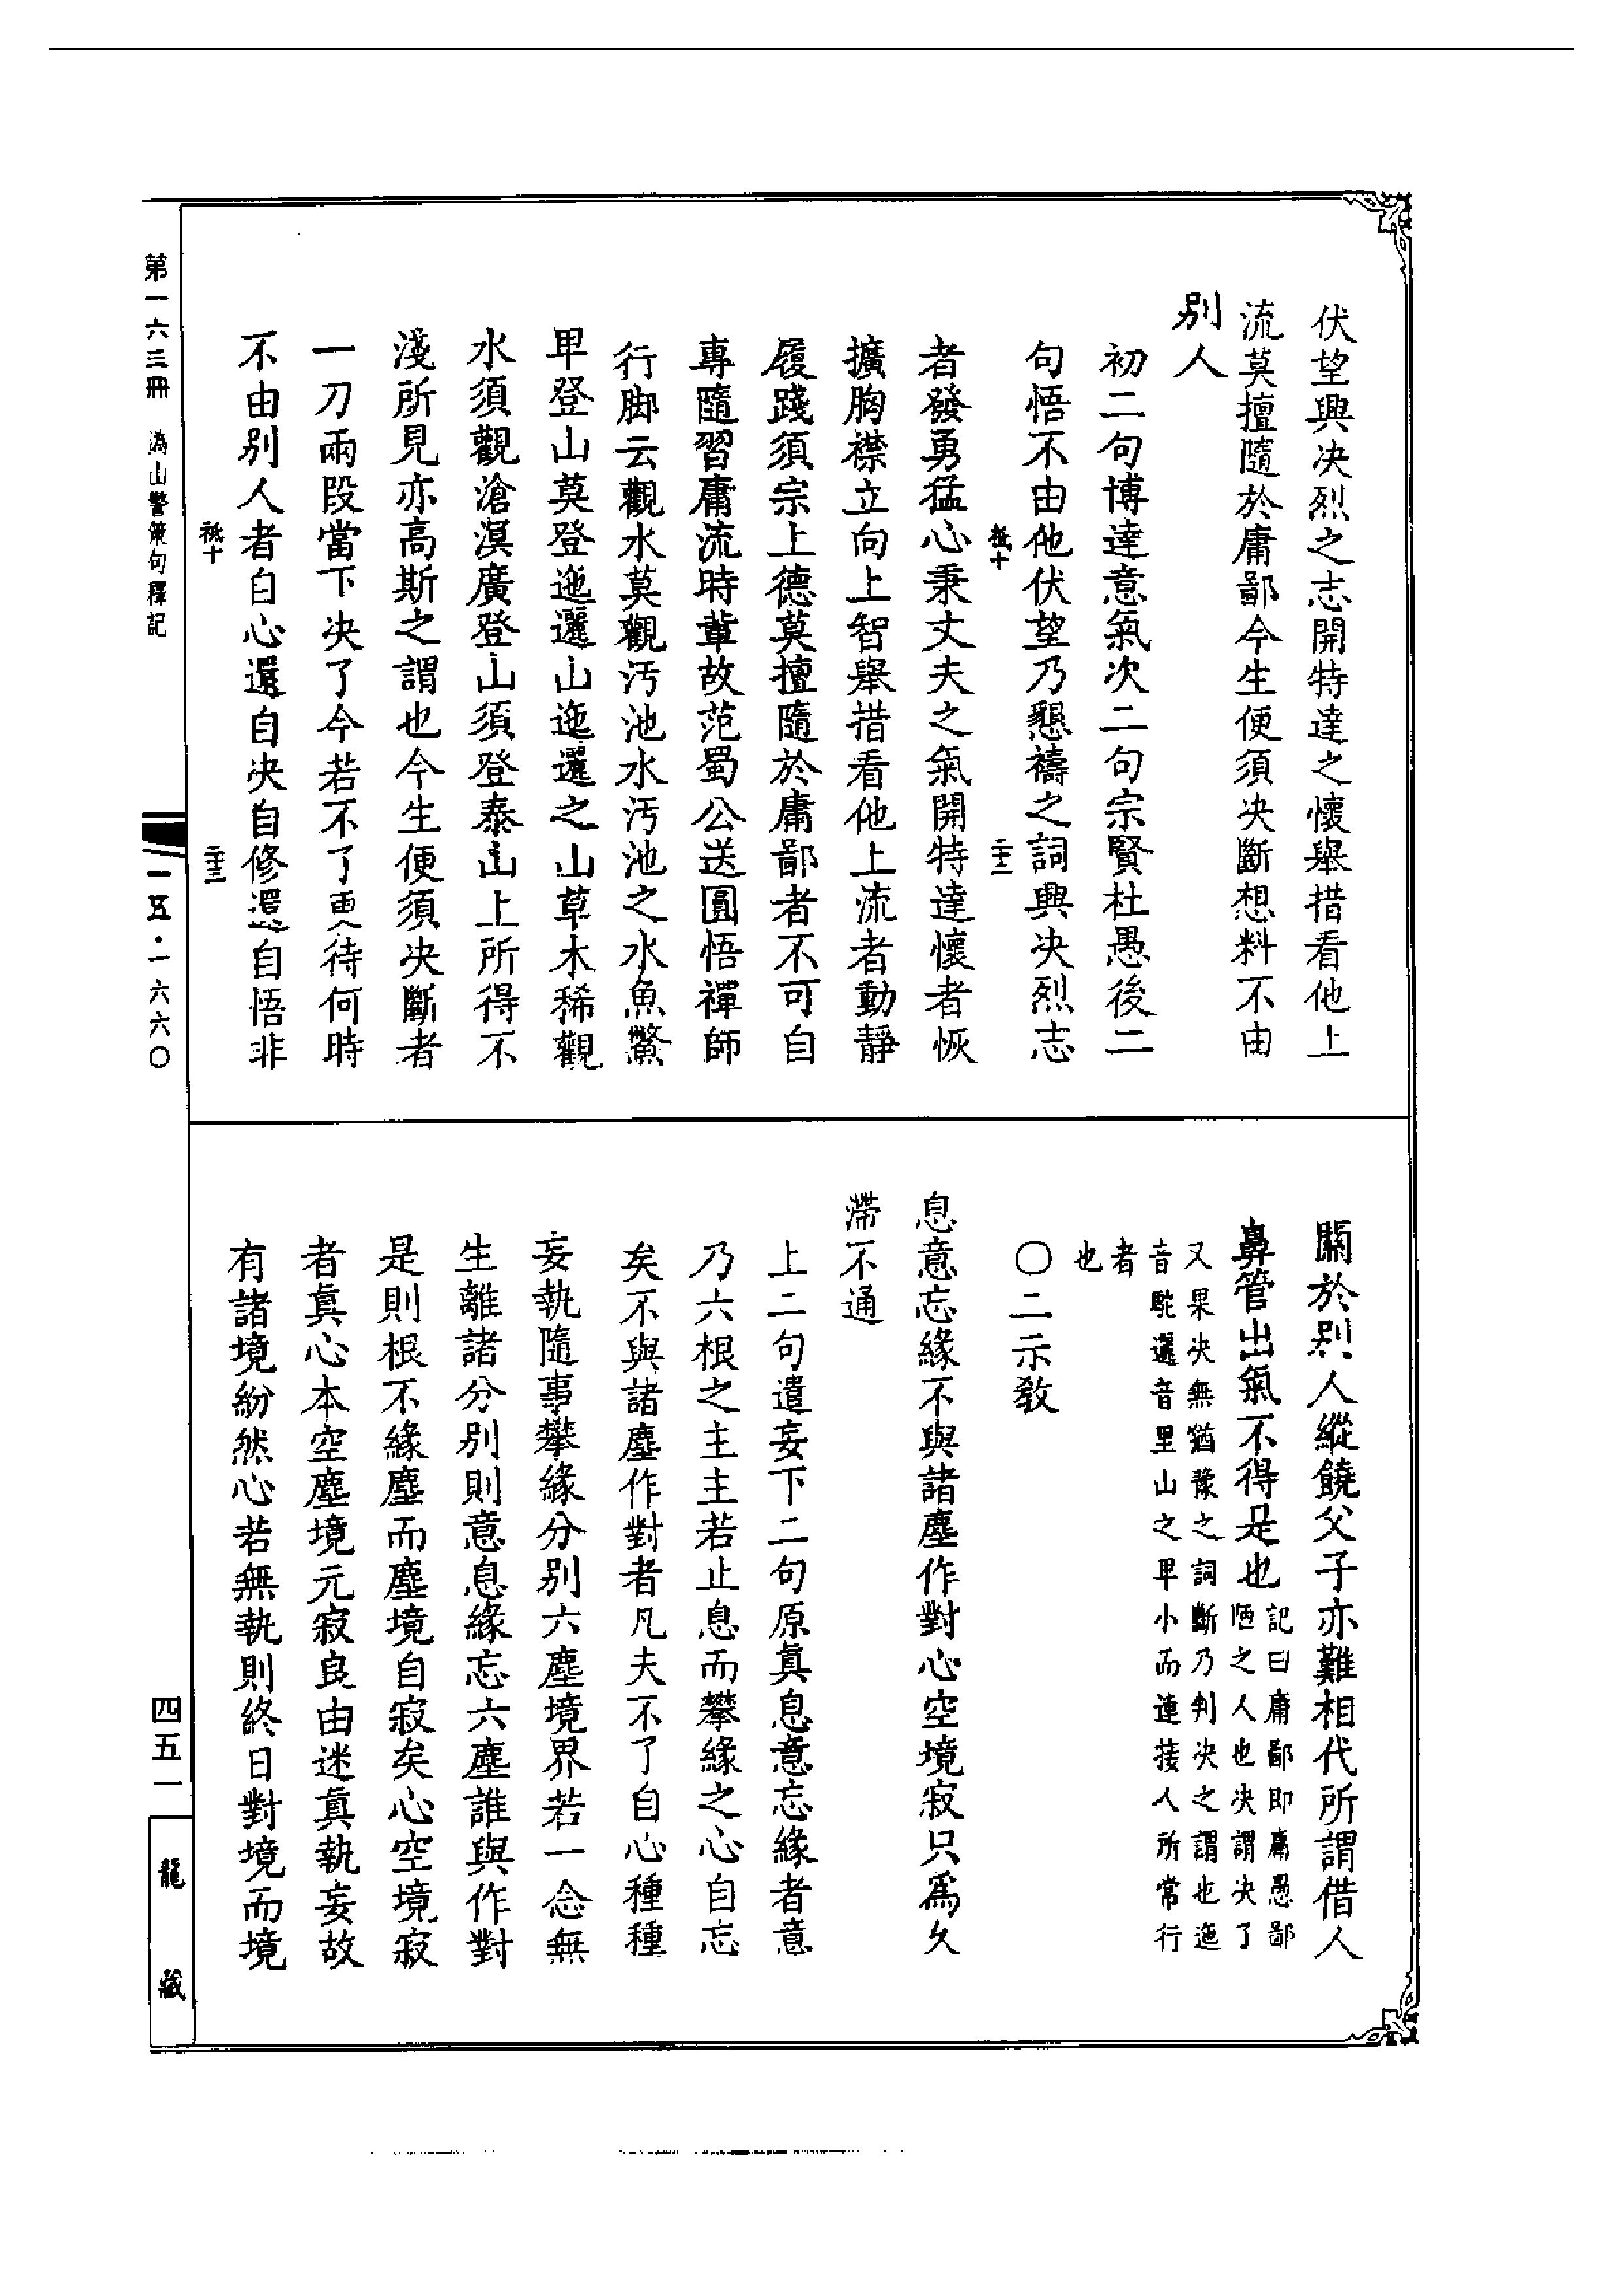 伏望興決烈之志開特達之懷舉措看他上
流莫擅隨於庸鄙今生便須決斷想料不由
別人
初二句博達意氣次二句宗賢杜愚後二
句悟不由他伏望乃懇禱之詞興決烈志
祗十
二十二
者發勇猛心秉丈夫之氣開特達懷者恢
擴胸襟立向上智舉措看他上流者動靜
履踐須宗上德莫擅隨於庸鄙者不可自
專隨習庸流時輩故范蜀公送圓悟禪師
行脚云觀水莫觀汚池水汚池之水魚鱉
卑登山莫登迤邐山迤邐之山草木稀觀
水須觀滄溟廣登山須登泰山上所得不
淺所見亦高斯之謂也今生便須決斷者
一刀兩段當下決了今若不了更待何時
不由別人者自心還自決自修還自悟非
祗十
二十三
關於別人縱饒父子亦難相代所謂借人
鼻管出氣不得是也記曰庸鄙即庸愚鄙
陋之人也決謂決了
又果決無猶豫之詞斷乃判決之謂也迤
音駝邐音里山之卑小而連接人所常行
者
也
〇二示教
息意忘緣不與諸塵作對心空境寂只爲久
滯不通
上二句遣妄下二句原真息意忘緣者意
乃六根之主主若止息而攀緣之心自忘
矣不與諸塵作對者凡夫不了自心種種
妄執隨事攀緣分別六塵境界若一念無
生離諸分別則意息緣忘六塵誰與作對
是則根不緣塵而塵境自寂矣心空境寂
者真心本空塵境元寂良由迷真執妄故
有諸境紛然心若無執則終日對境而境
第一六三冊 溈山警策句釋記
一五·一六六〇
四五一
龍藏